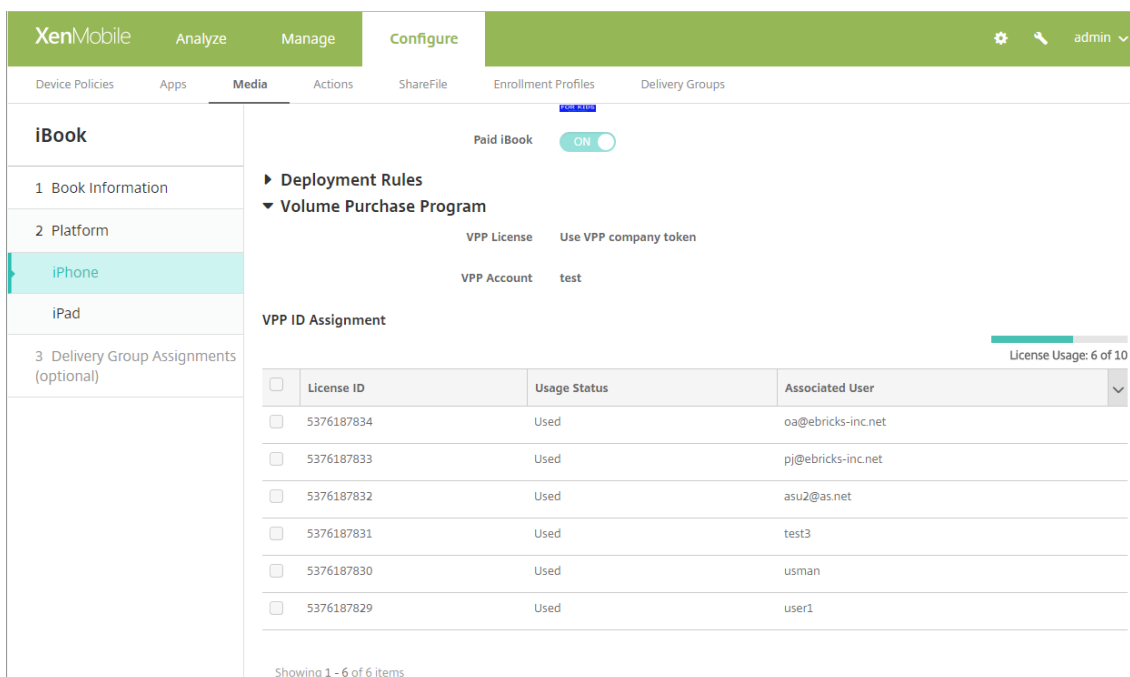 XenMobile Analyze Manage Configure admin
Device Policies Apps Media Actions ShareFile Enrollment Profiles Delivery Groups
iBook
1 Book Information
2 Platform
iPhone
iPad
3 Delivery Group Assignments
(optional)
FOR KIDS
Paid iBook ON
Deployment Rules
Volume Purchase Program
VPP License Use VPP company token
VPP Account test
VPP ID Assignment
License Usage: 6 of 10
License ID Usage Status Associated User
5376187834 Used oa@ebricks-inc.net
5376187833 Used pj@ebricks-inc.net
5376187832 Used asu2@as.net
5376187831 Used test3
5376187830 Used usman
5376187829 Used user1
Showing 1 - 6 of 6 items